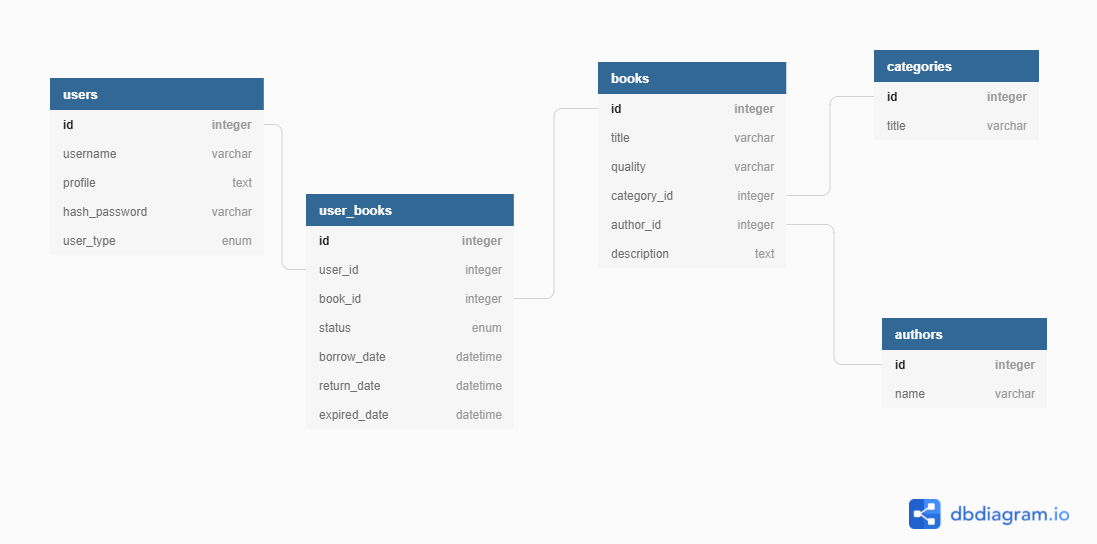 users
id integer
username varchar
profile text
hash_password varchar
user_type enum
user_books
id integer
user_id integer
book_id integer
status enum
borrow_date datetime
return_date datetime
expired_date datetime
books
id integer
title varchar
quality varchar
category_id integer
author_id integer
description text
categories
id integer
title varchar
authors
id integer
name varchar
dbdiagram.io